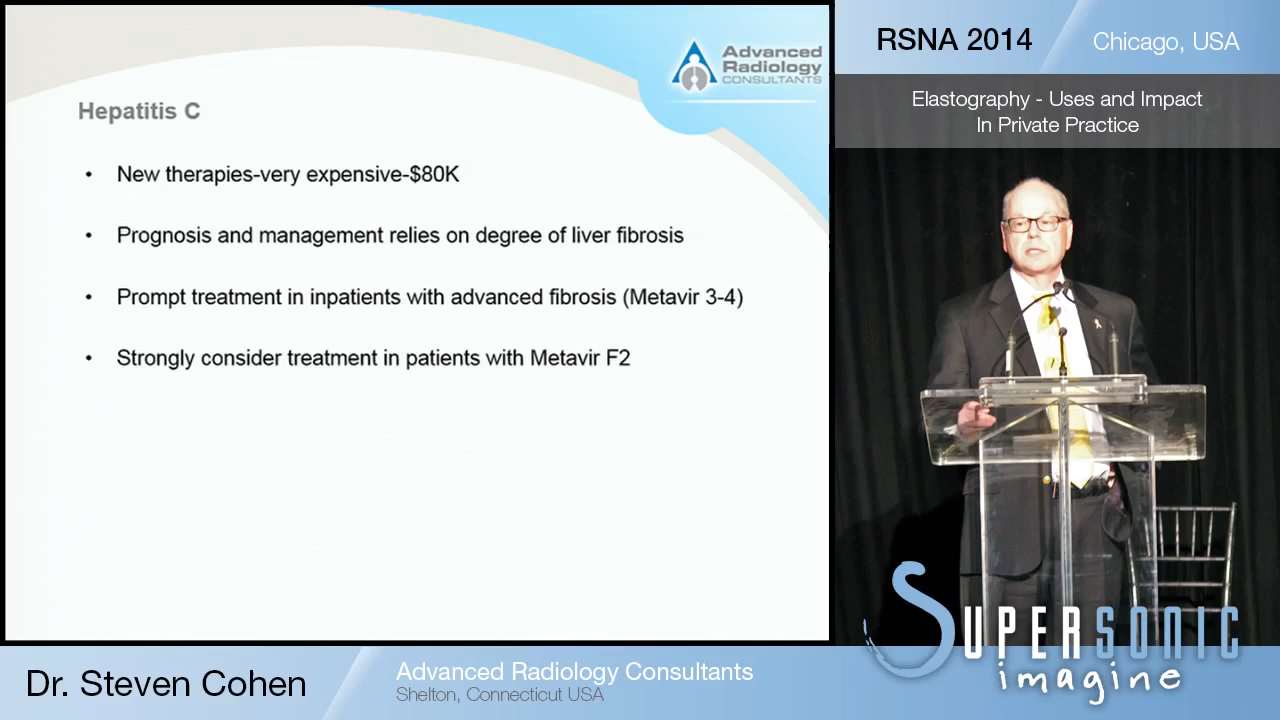 Advanced
Radiology
CONSULTANTS
Hepatitis C
• New therapies-very expensive-$80K
• Prognosis and management relies on degree of liver fibrosis
• Prompt treatment in inpatients with advanced fibrosis (Metavir 3-4)
• Strongly consider treatment in patients with Metavir F2
RSNA 2014 Chicago, USA
Elastography - Uses and Impact
In Private Practice
SUPERSONIC
imagine
Dr. Steven Cohen
Advanced Radiology Consultants
Shelton, Connecticut USA